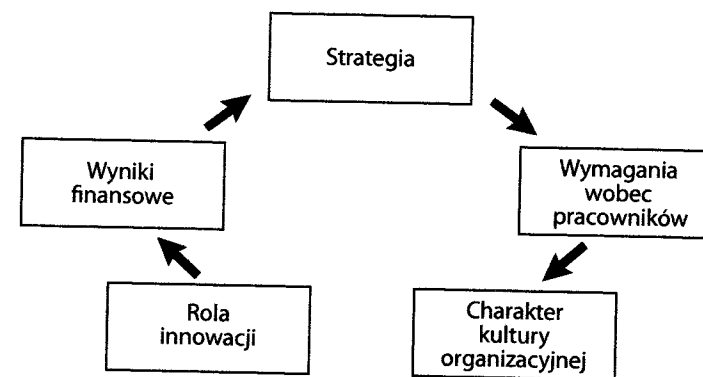 Strategia
Wyniki
finansowe
Wymagania
wobec
pracowników
Rola
innowacji
Charakter
kultury
organizacyjnej